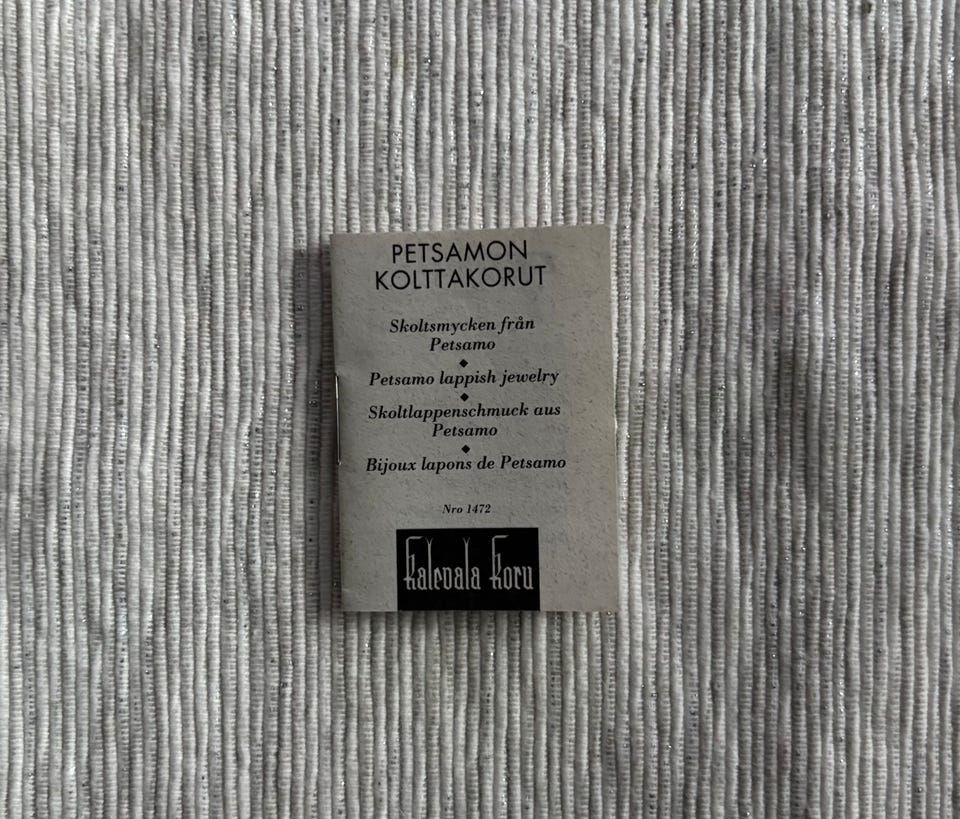 PETSAMON
KOLTTAKORUT
Skoltsmycken från
Petsamo
Petsamo lappish jewelry
Skoltlappenschmuck aus
Petsamo
Bijoux lapons de Petsamo
Nro 1472
Kalevala Koru